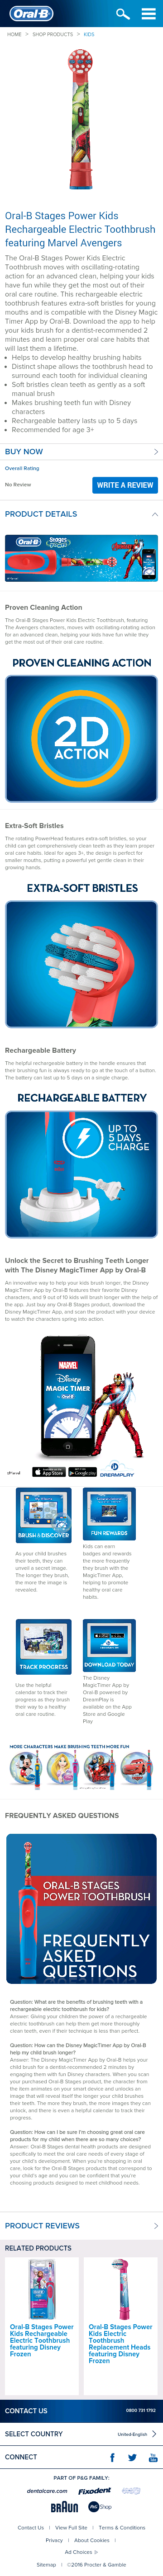 Oral-B
HOME > SHOP PRODUCTS > KIDS
Oral-B Stages Power Kids
Rechargeable Electric Toothbrush
featuring Marvel Avengers
The Oral-B Stages Power Kids Electric
Toothbrush moves with oscillating-rotating
action for an advanced clean, helping your kids
have fun while they get the most out of their
oral care routine. This rechargeable electric
toothbrush features extra-soft bristles for young
mouths and is compatible with the Disney Magic
Timer App by Oral-B. Download the app to help
your kids brush for a dentist-recommended 2
minutes and learn proper oral care habits that
will last them a lifetime.
• Helps to develop healthy brushing habits
• Distinct shape allows the toothbrush head to
surround each tooth for individual cleaning
• Soft bristles clean teeth as gently as a soft
manual brush
• Makes brushing teeth fun with Disney
characters
• Rechargeable battery lasts up to 5 days
• Recommended for age 3+
BUY NOW
Overall Rating
No Review
WRITE A REVIEW
PRODUCT DETAILS
Oral-B Stages Power
Proven Cleaning Action
The Oral-B Stages Power Kids Electric Toothbrush, featuring
The Avengers characters, moves with oscillating-rotating action
for an advanced clean, helping your kids have fun while they
get the most out of their oral care routine.
PROVEN CLEANING ACTION
2D
ACTION
Extra-Soft Bristles
The rotating PowerHead features extra-soft bristles, so your
child can get comprehensively clean teeth as they learn proper
oral care habits. Ideal for ages 3+, the design is perfect for
smaller mouths, putting a powerful yet gentle clean in their
growing hands.
EXTRA-SOFT BRISTLES
Rechargeable Battery
The helpful rechargeable battery in the handle means that
their brushing fun is always ready to go at the touch of a button.
The battery can last up to 5 days on a single charge.
RECHARGEABLE BATTERY
UP TO
5 DAYS
CHARGE
Unlock the Secret to Brushing Teeth Longer
with The Disney MagicTimer App by Oral-B
An innovative way to help your kids brush longer, the Disney
MagicTimer App by Oral-B features their favorite Disney
characters, and 9 out of 10 kids will brush longer with the help of
the app. Just buy any Oral-B Stages product, download the
Disney MagicTimer App, and scan the product with your device
to watch the characters spring into action.
MARVEL
Disney
MAGIC TIMER
by Oral-B
App Store
Google play
DREAMPLAY
BRUSH & DISCOVER
As your child brushes
their teeth, they can
unveil a secret image.
The longer they brush,
the more the image is
revealed.
FUN REWARDS
Kids can earn
badges and rewards
the more frequently
they brush with the
MagicTimer App,
helping to promote
healthy oral care
habits.
TRACK PROGRESS
Use the helpful
calendar to track their
progress as they brush
their way to a healthy
oral care routine.
DOWNLOAD TODAY
The Disney
MagicTimer App by
Oral-B powered by
DreamPlay is
available on the App
Store and Google
Play
MORE CHARACTERS MAKE BRUSHING TEETH MORE FUN
FREQUENTLY ASKED QUESTIONS
ORAL-B STAGES
POWER TOOTHBRUSH
FREQUENTLY
ASKED
QUESTIONS
Question: What are the benefits of brushing teeth with a
rechargeable electric toothbrush for kids?
Answer: Giving your children the power of a rechargeable
electric toothbrush can help them get their mouth thoroughly
clean teeth, even if their technique is less than perfect.
Question: How can the Disney MagicTimer App by Oral-B
help my child brush longer?
Answer: The Disney MagicTimer App by Oral-B helps your
child brush for the dentist-recommended 2 minutes by
engaging them with fun Disney characters. When you scan
your purchased Oral-B Stages product, the character from
the item animates on your smart device and under it you can
see an image that will reveal itself the longer your child brushes
their teeth. The more they brush, the more images they can
unlock, and there is even a helpful calendar to track their
progress.
Question: How can I be sure I'm choosing great oral care
products for my child when there are so many choices?
Answer: Oral-B Stages dental health products are designed
specifically to meet the oral care needs of every stage of
your child's development. When you're shopping in oral
care, look for the Oral-B Stages products that correspond to
your child's age and you can be confident that you're
choosing products designed to meet childhood needs.
PRODUCT REVIEWS
RELATED PRODUCTS
Oral-B Stages Power
Kids Rechargeable
Electric Toothbrush
featuring Disney
Frozen
Oral-B Stages Power
Kids Electric
Toothbrush
Replacement Heads
featuring Disney
Frozen
CONTACT US 0800 731 1792
SELECT COUNTRY United-English
CONNECT
PART OF P&G FAMILY:
dentalcare.com Fixodent
BRAUN P&G Shop
Contact Us | View Full Site | Terms & Conditions
Privacy | About Cookies |
Ad Choices
Sitemap | ©2016 Procter & Gamble